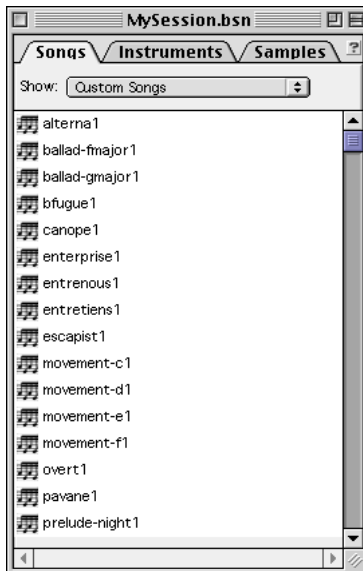 MySession.bsn
Songs Instruments Samples ?
Show: Custom Songs
alterna1
ballad-fmajor1
ballad-gmajor1
bfugue1
canope1
enterprise1
entrenous1
entretiens1
escapist1
movement-c1
movement-d1
movement-e1
movement-f1
overt1
pavane1
prelude-night1